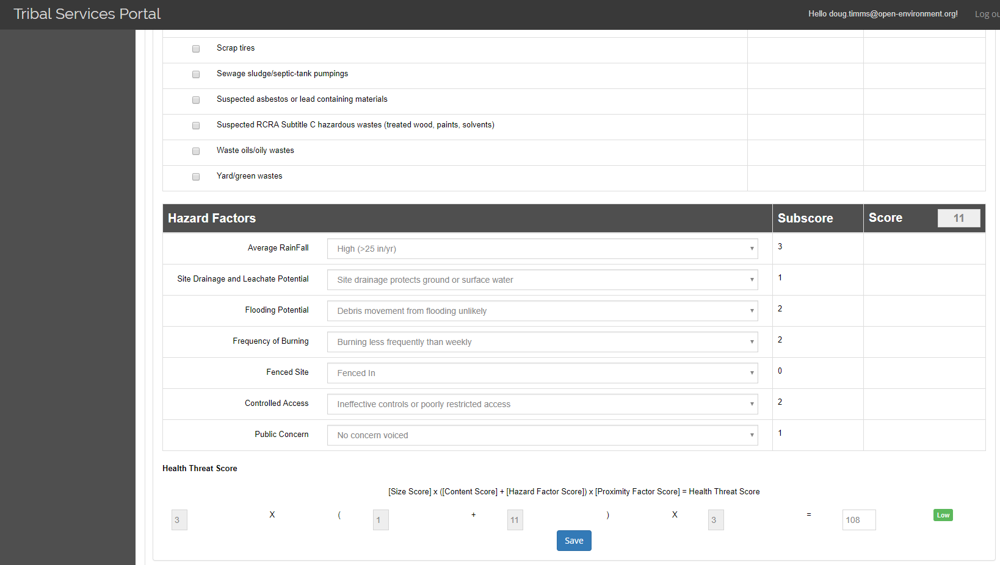 Tribal Services Portal
Hello doug.timms@open-environment.org! Log ou
Scrap tires
Sewage sludge/septic-tank pumpings
Suspected asbestos or lead containing materials
Suspected RCRA Subtitle C hazardous wastes (treated wood, paints, solvents)
Waste oils/oily wastes
Yard/green wastes
Hazard Factors Subscore Score 11
Average RainFall High (>25 in/yr) 3
Site Drainage and Leachate Potential Site drainage protects ground or surface water 1
Flooding Potential Debris movement from flooding unlikely 2
Frequency of Burning Burning less frequently than weekly 2
Fenced Site Fenced In 0
Controlled Access Ineffective controls or poorly restricted access 2
Public Concern No concern voiced 1
Health Threat Score
[Size Score] x ([Content Score] + [Hazard Factor Score]) x [Proximity Factor Score] = Health Threat Score
3 X ( 1 + 11 ) X 3 = 108 Low
Save